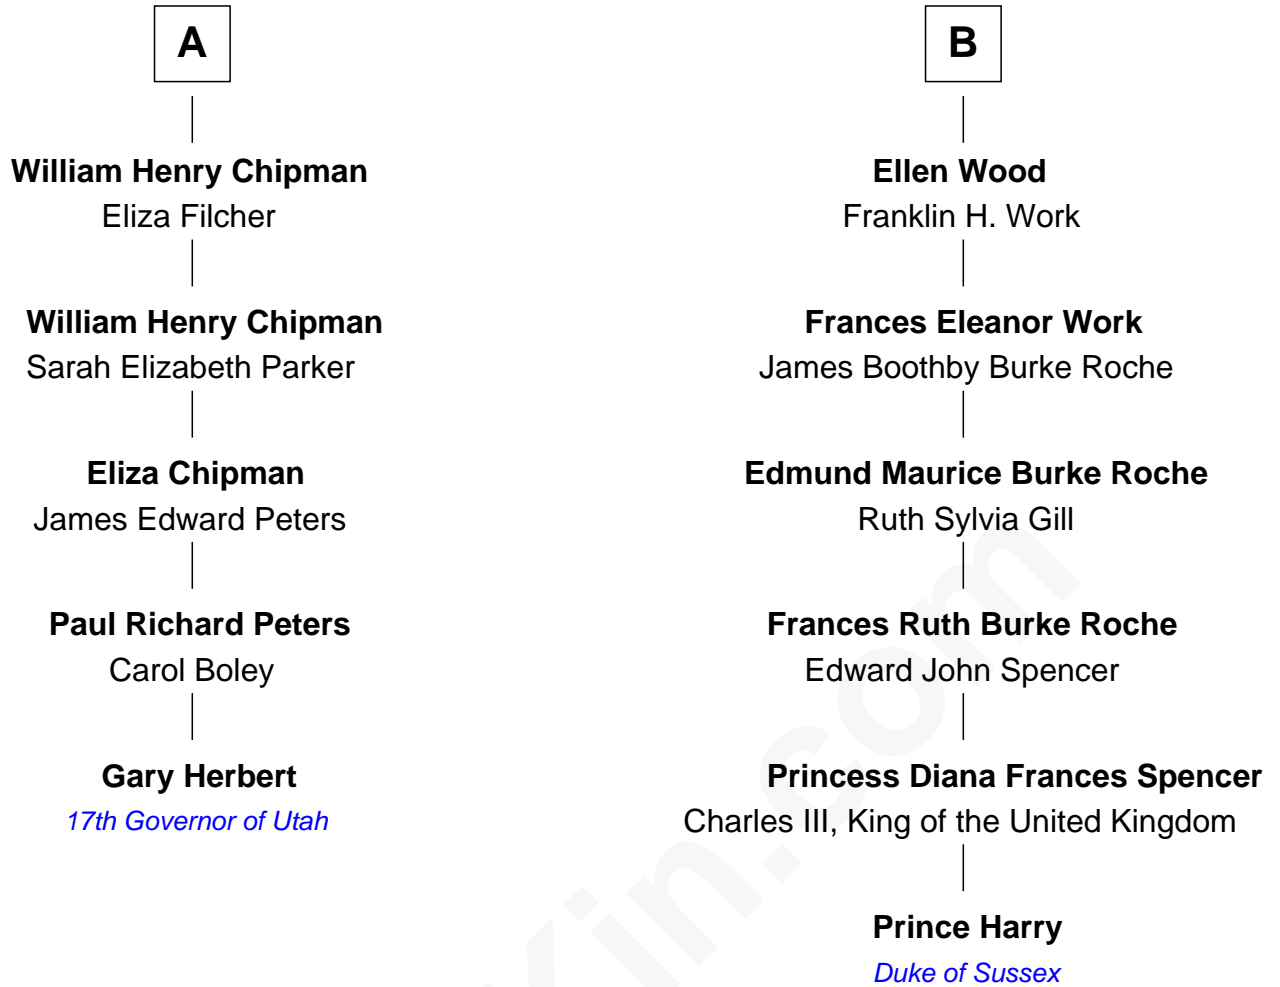 A
William Henry Chipman
Eliza Filcher
William Henry Chipman
Sarah Elizabeth Parker
Eliza Chipman
James Edward Peters
Paul Richard Peters
Carol Boley
Gary Herbert
17th Governor of Utah
B
Ellen Wood
Franklin H. Work
Frances Eleanor Work
James Boothby Burke Roche
Edmund Maurice Burke Roche
Ruth Sylvia Gill
Frances Ruth Burke Roche
Edward John Spencer
Princess Diana Frances Spencer
Charles III, King of the United Kingdom
Prince Harry
Duke of Sussex
Kin.com